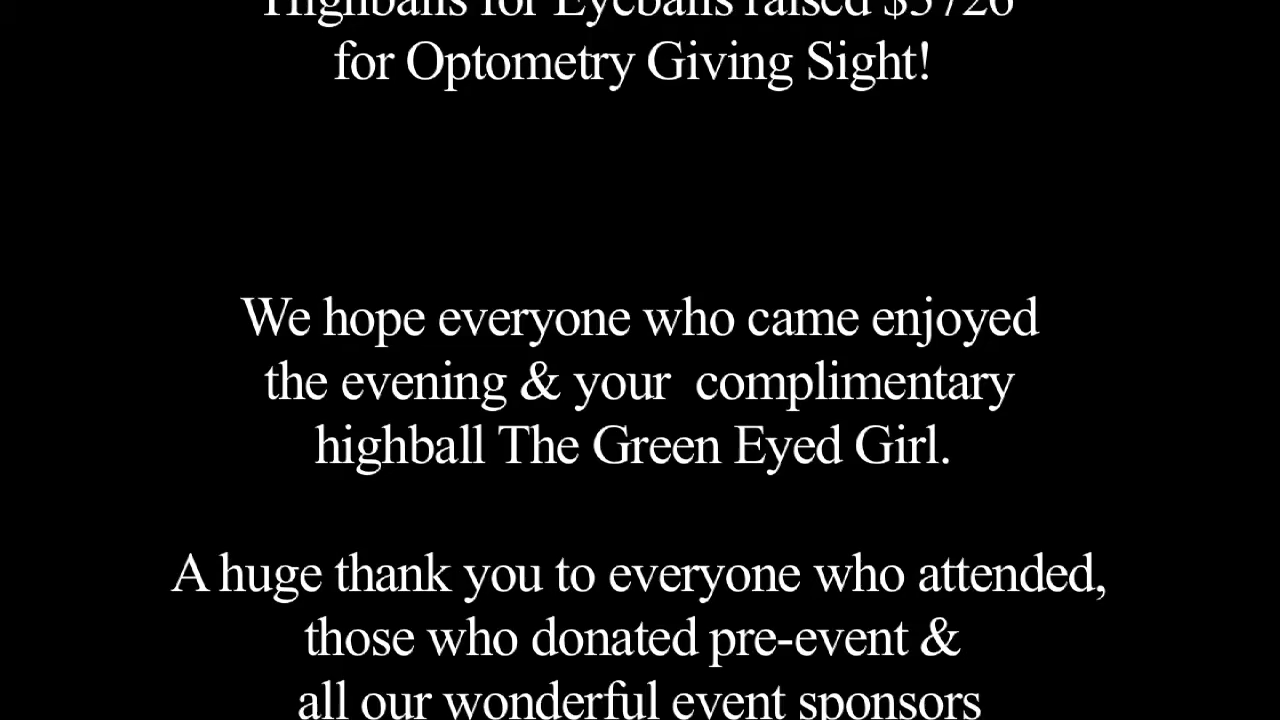 Highballs for Eyeballs raised $5726
for Optometry Giving Sight!
We hope everyone who came enjoyed
the evening & your complimentary
highball The Green Eyed Girl.
A huge thank you to everyone who attended,
those who donated pre-event &
all our wonderful event sponsors